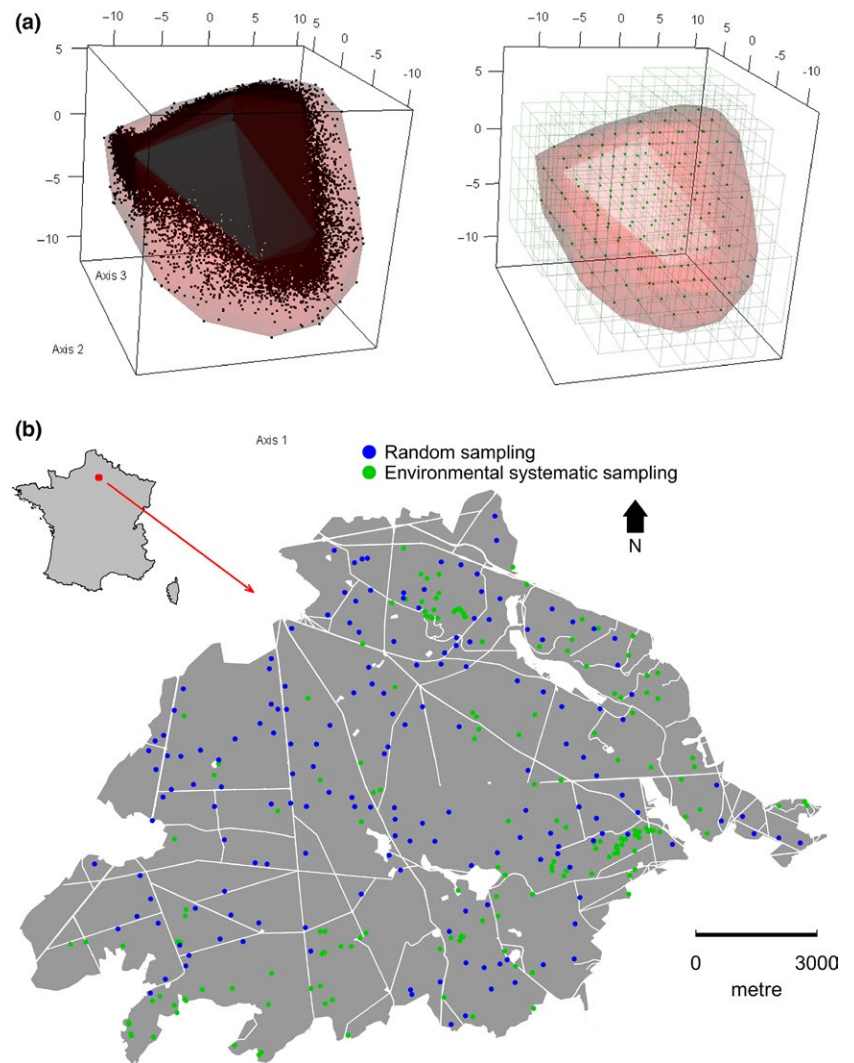 (a)
-10 -5 0 5 10 5 0 -5 -10
5
0
-5
-10
Axis 3
Axis 2
-10 -5 0 5 10 5 0 -5 -10
5
0
-5
-10
(b)
Axis 1
Random sampling
Environmental systematic sampling
N
0 3000
metre